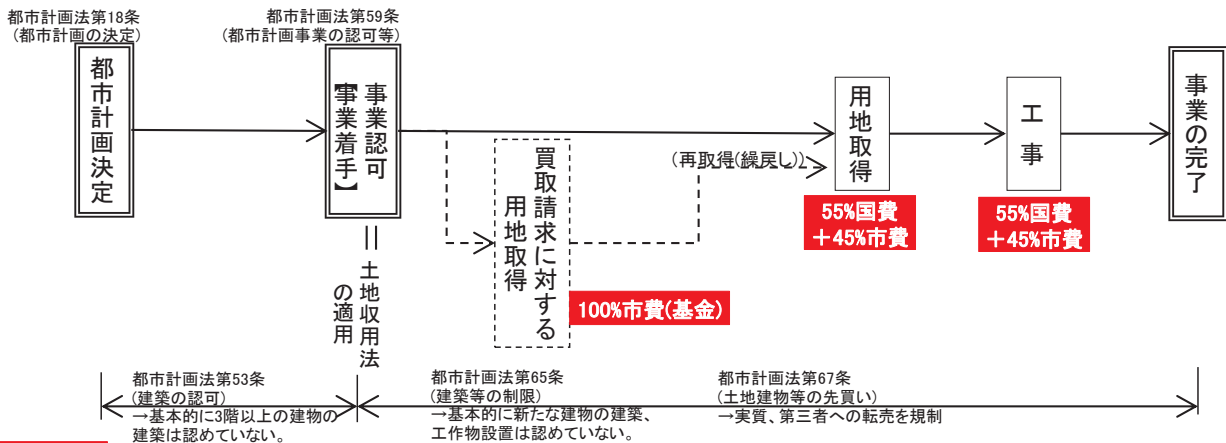 都市計画法第18条
(都市計画の決定)
都市計画法第59条
(都市計画事業の認可等)
都市計画決定
事業認可
【事業着手】
買取請求に対する
用地取得
(再取得(繰戻し))
用地取得
工事
事業の完了
55%国費
+45%市費
55%国費
+45%市費
100%市費(基金)
＝土地収用法
の適用
都市計画法第53条
(建築の認可)
→基本的に3階以上の建物の
建築は認めていない。
都市計画法第65条
(建築等の制限)
→基本的に新たな建物の建築、
工作物設置は認めていない。
都市計画法第67条
(土地建物等の先買い)
→実質、第三者への転売を規制